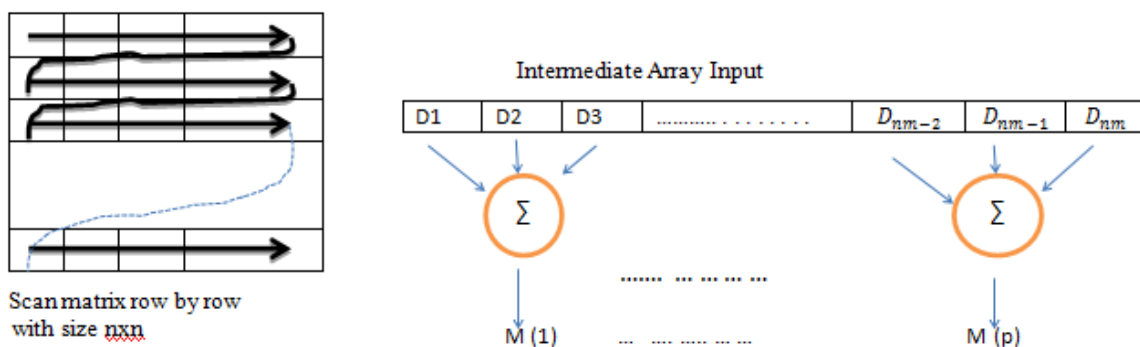 Intermediate Array Input
D1 D2 D3 ........... . . . . . . . . D_{nm-2} D_{nm-1} D_{nm}
Σ Σ
....... ... ... ... ...
Scan matrix row by row
with size nxn
M (1) ... .... ..... ... ... M (p)